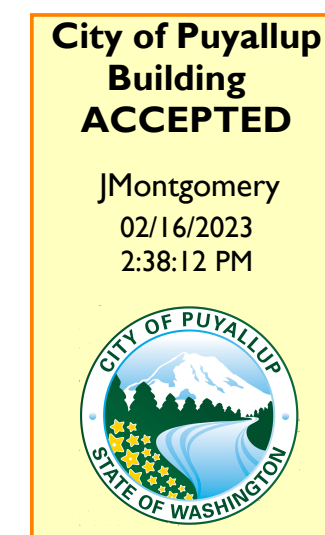 City of Puyallup
Building
ACCEPTED
JMontgomery
02/16/2023
2:38:12 PM
CITY OF PUYALLUP
STATE OF WASHINGTON